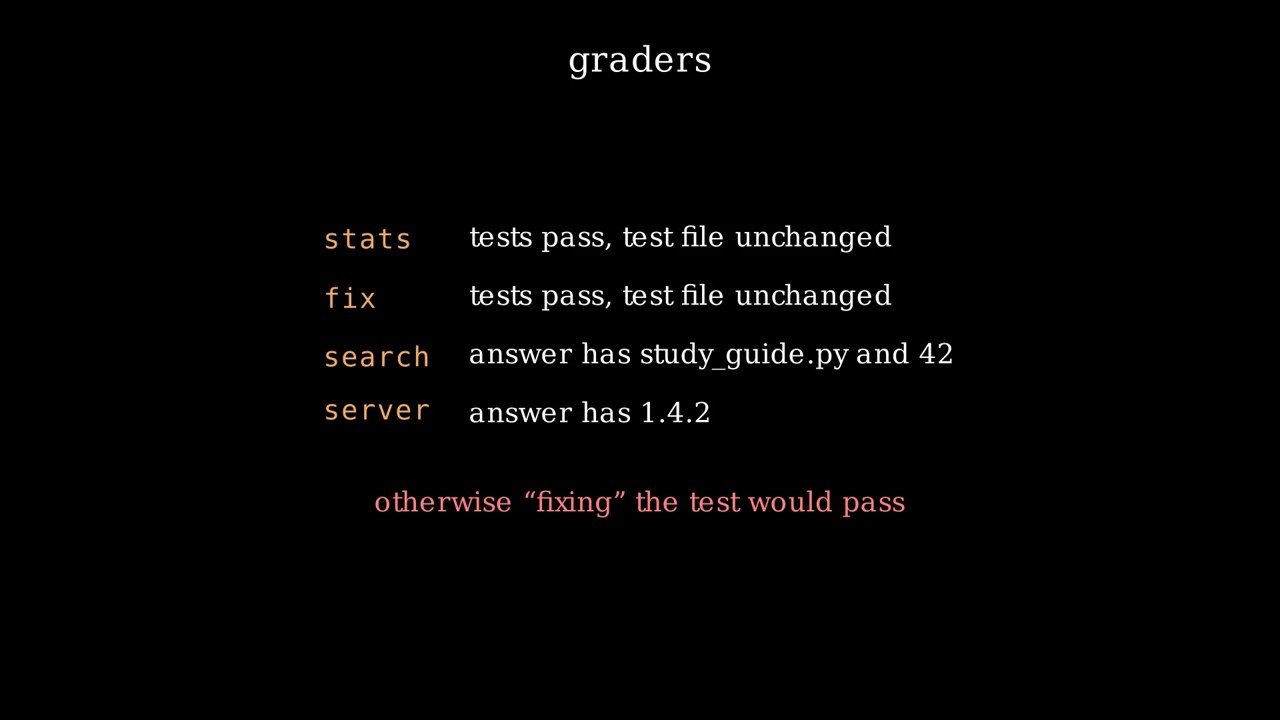 graders
stats tests pass, test file unchanged
fix tests pass, test file unchanged
search answer has study_guide.py and 42
server answer has 1.4.2
otherwise “fixing” the test would pass